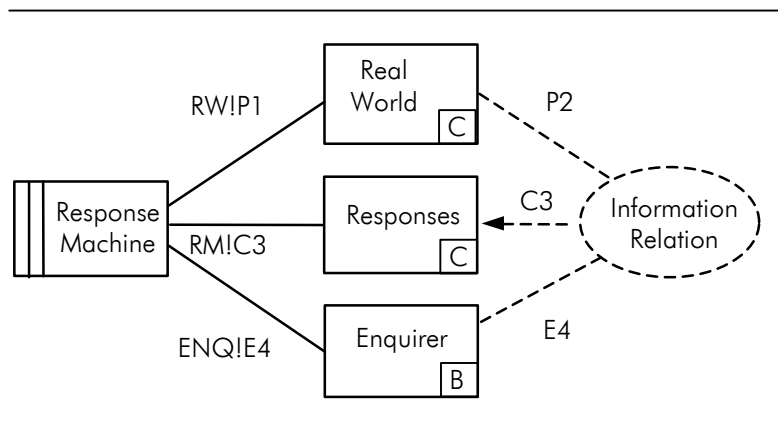 Real
World
C
RW!P1
P2
Response
Machine
RM!C3
Responses
C
C3
Information
Relation
ENQ!E4
Enquirer
B
E4